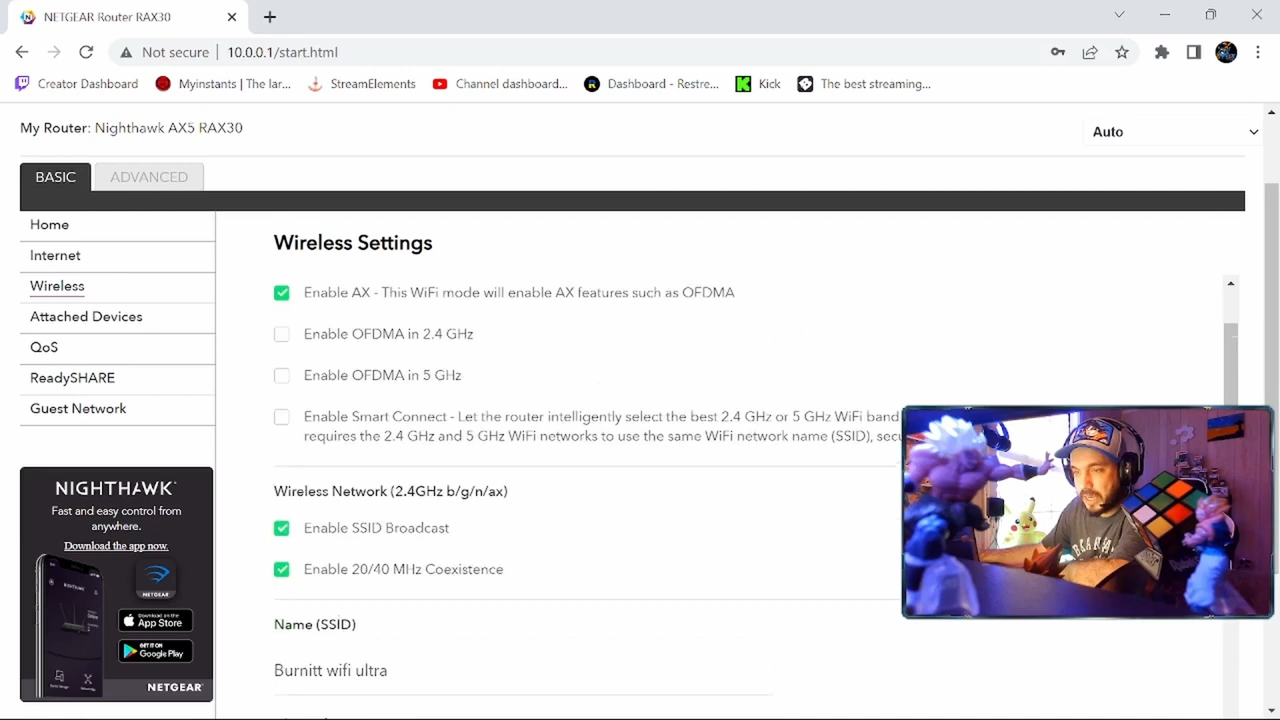 NETGEAR Router RAX30
Not secure
10.0.0.1/start.html
Creator Dashboard
Myinstants | The lar...
StreamElements
Channel dashboard...
Dashboard - Restre...
Kick
The best streaming...
My Router: Nighthawk AX5 RAX30
Auto
BASIC
ADVANCED
Home
Internet
Wireless
Attached Devices
QoS
ReadySHARE
Guest Network
Wireless Settings
Enable AX - This WiFi mode will enable AX features such as OFDMA
Enable OFDMA in 2.4 GHz
Enable OFDMA in 5 GHz
Enable Smart Connect - Let the router intelligently select the best 2.4 GHz or 5 GHz WiFi band
requires the 2.4 GHz and 5 GHz WiFi networks to use the same WiFi network name (SSID), secu
Wireless Network (2.4GHz b/g/n/ax)
Enable SSID Broadcast
Enable 20/40 MHz Coexistence
Name (SSID)
Burnitt wifi ultra
NIGHTHAWK
Fast and easy control from
anywhere.
Download the app now.
NETGEAR
Download on the
App Store
GET IT ON
Google Play
NETGEAR